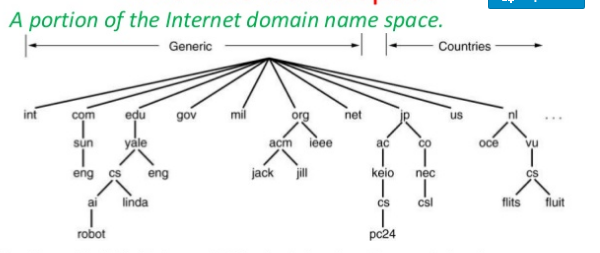 A portion of the Internet domain name space.
Generic Countries
int com edu gov mil org net jp us nl ...
sun yale acm ieee ac co oce vu
eng cs eng jack jill keio nec cs
ai linda cs csl flits fluit
robot pc24